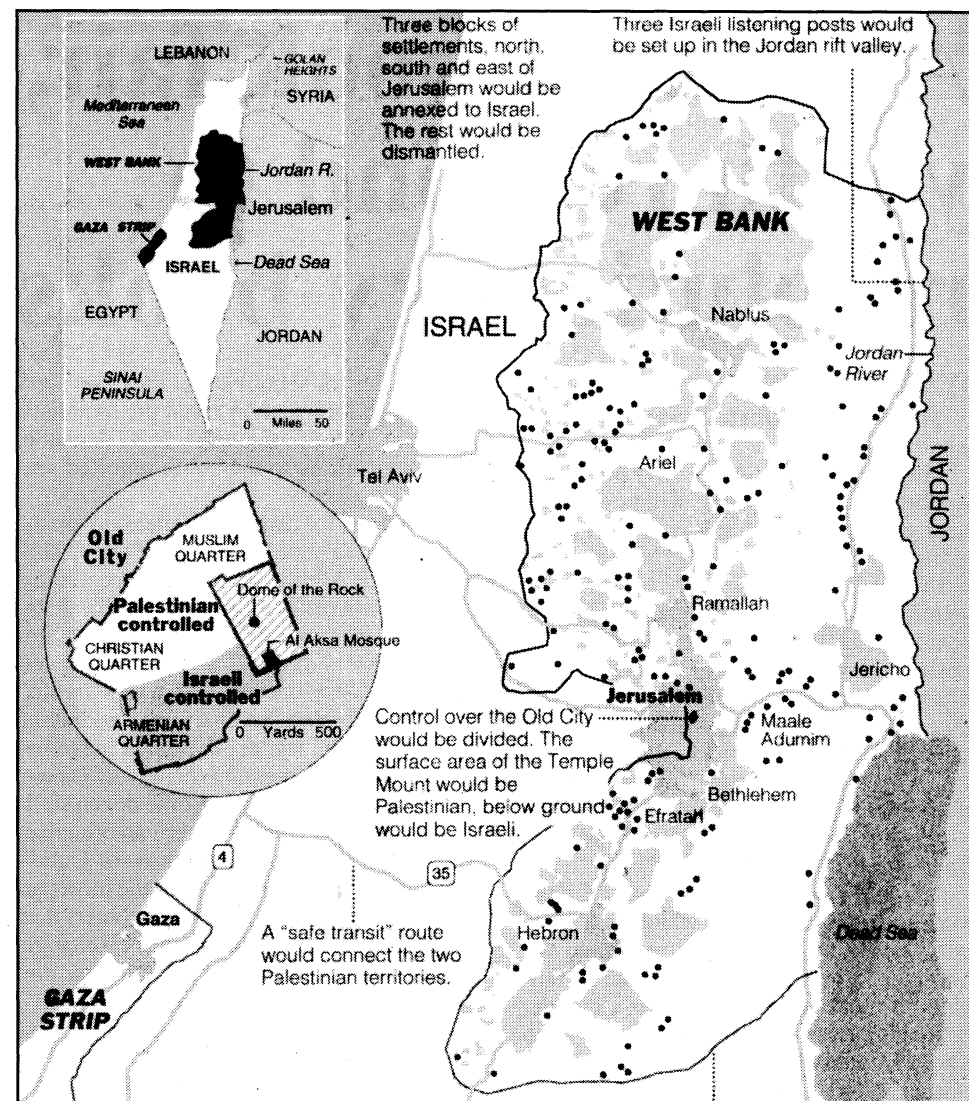 Three blocks of
settlements, north,
south and east of
Jerusalem would be
annexed to Israel.
The rest would be
dismantled.
Three Israeli listening posts would
be set up in the Jordan rift valley.
LEBANON
GOLAN
HEIGHTS
SYRIA
Mediterranean
Sea
WEST BANK
Jordan R.
Jerusalem
GAZA STRIP
ISRAEL
Dead Sea
EGYPT
JORDAN
SINAI
PENINSULA
0 Miles 50
WEST BANK
ISRAEL
Nablus
Jordan
River
Tel Aviv
Ariel
JORDAN
Old
City
MUSLIM
QUARTER
Dome of the Rock
Palestinian
controlled
Al Aksa Mosque
CHRISTIAN
QUARTER
Israeli
controlled
ARMENIAN
QUARTER
0 Yards 500
Ramallah
Jericho
Jerusalem
Maale
Adumim
Control over the Old City
would be divided. The
surface area of the Temple
Mount would be
Palestinian, below ground
would be Israeli.
Bethlehem
Efratah
4
35
Gaza
A “safe transit” route
would connect the two
Palestinian territories.
Hebron
Dead Sea
GAZA
STRIP